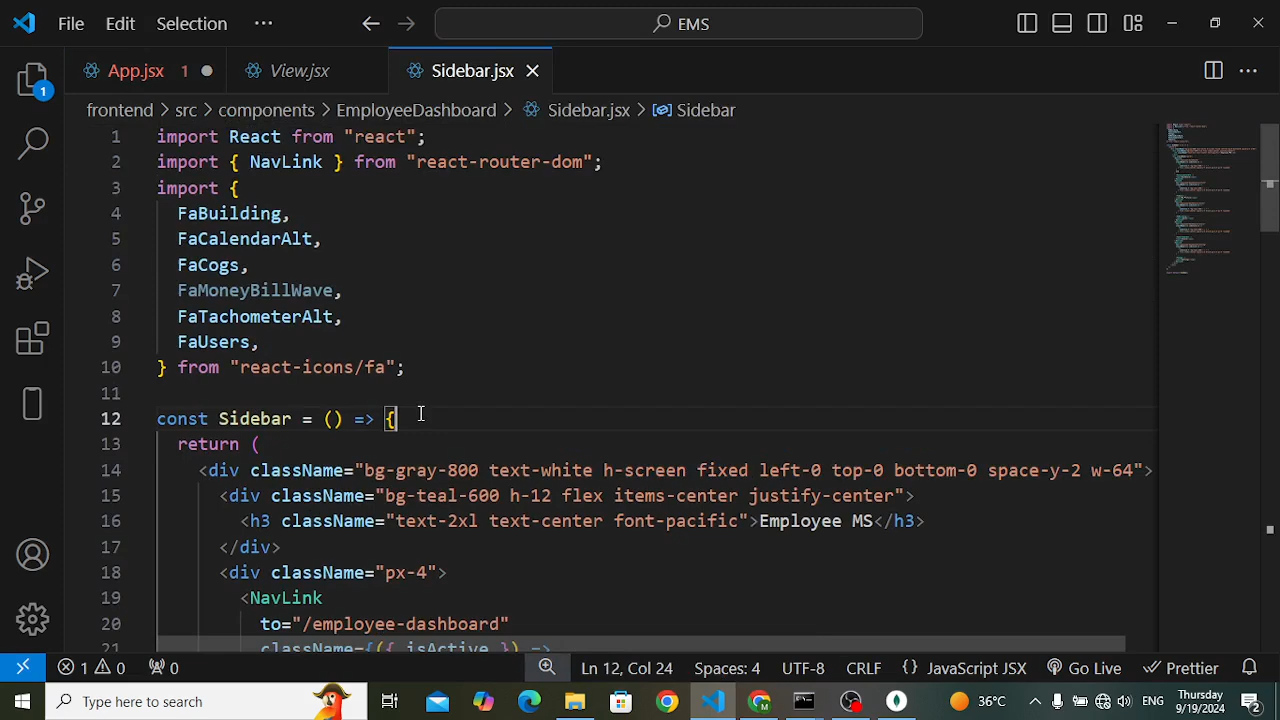 File Edit Selection ··· EMS
App.jsx 1 View.jsx Sidebar.jsx
frontend > src > components > EmployeeDashboard > Sidebar.jsx > Sidebar
1 import React from "react";
2 import { NavLink } from "react-router-dom";
3 import {
4 FaBuilding,
5 FaCalendarAlt,
6 FaCogs,
7 FaMoneyBillWave,
8 FaTachometerAlt,
9 FaUsers,
10 } from "react-icons/fa";
11
12 const Sidebar = () => {
13 return (
14 <div className="bg-gray-800 text-white h-screen fixed left-0 top-0 bottom-0 space-y-2 w-64">
15 <div className="bg-teal-600 h-12 flex items-center justify-center">
16 <h3 className="text-2xl text-center font-pacific">Employee MS</h3>
17 </div>
18 <div className="px-4">
19 <NavLink
20 to="/employee-dashboard"
21 className={({ isActive }) =>
1
1 0 0 Ln 12, Col 24 Spaces: 4 UTF-8 CRLF {} JavaScript JSX Go Live Prettier
Type here to search 36°C ENG Thursday 9/19/2024 2